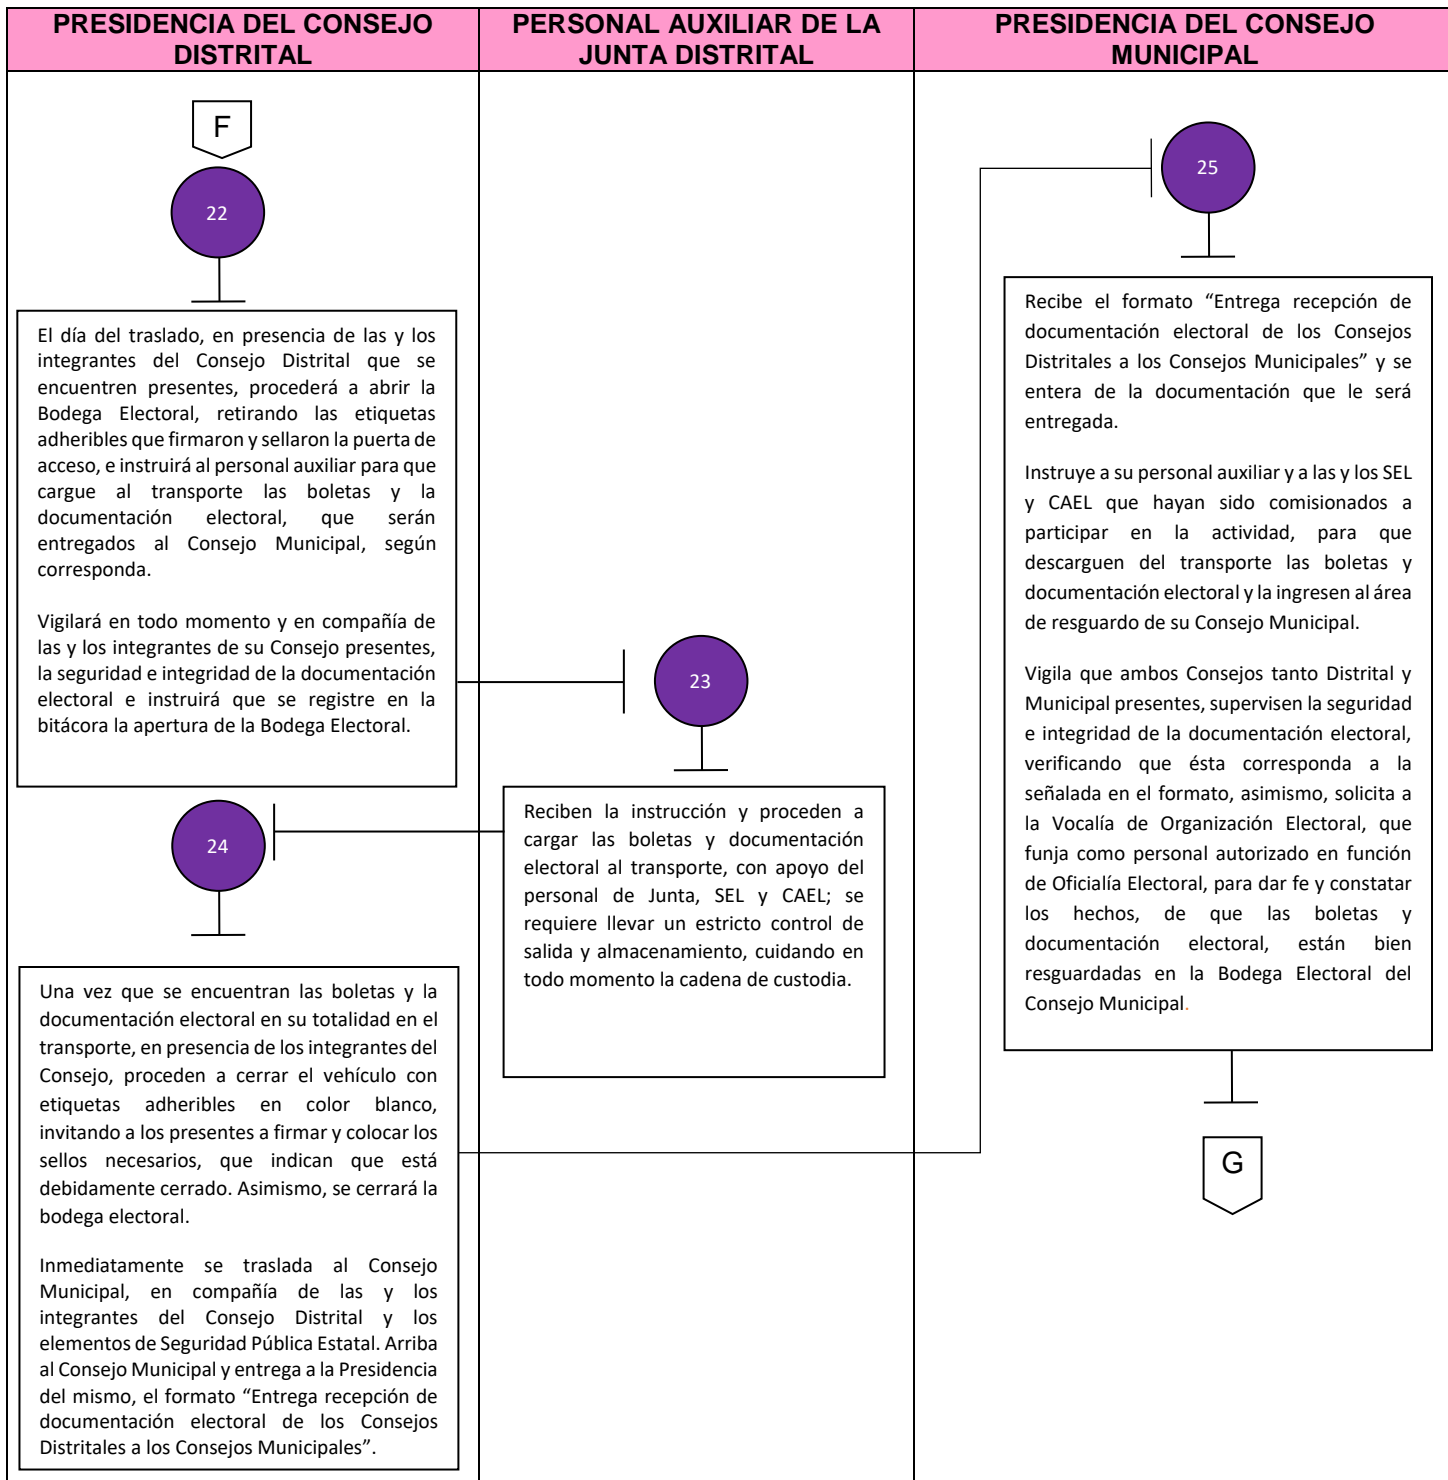 PRESIDENCIA DEL CONSEJO
DISTRITAL
PERSONAL AUXILIAR DE LA
JUNTA DISTRITAL
PRESIDENCIA DEL CONSEJO
MUNICIPAL
F
22
El día del traslado, en presencia de las y los
integrantes del Consejo Distrital que se
encuentren presentes, procederá a abrir la
Bodega Electoral, retirando las etiquetas
adheribles que firmaron y sellaron la puerta de
acceso, e instruirá al personal auxiliar para que
cargue al transporte las boletas y la
documentación electoral, que serán
entregados al Consejo Municipal, según
corresponda.
Vigilará en todo momento y en compañía de
las y los integrantes de su Consejo presentes,
la seguridad e integridad de la documentación
electoral e instruirá que se registre en la
bitácora la apertura de la Bodega Electoral.
23
Reciben la instrucción y proceden a
cargar las boletas y documentación
electoral al transporte, con apoyo del
personal de Junta, SEL y CAEL; se
requiere llevar un estricto control de
salida y almacenamiento, cuidando en
todo momento la cadena de custodia.
24
Una vez que se encuentran las boletas y la
documentación electoral en su totalidad en el
transporte, en presencia de los integrantes del
Consejo, proceden a cerrar el vehículo con
etiquetas adheribles en color blanco,
invitando a los presentes a firmar y colocar los
sellos necesarios, que indican que está
debidamente cerrado. Asimismo, se cerrará la
bodega electoral.
Inmediatamente se traslada al Consejo
Municipal, en compañía de las y los
integrantes del Consejo Distrital y los
elementos de Seguridad Pública Estatal. Arriba
al Consejo Municipal y entrega a la Presidencia
del mismo, el formato “Entrega recepción de
documentación electoral de los Consejos
Distritales a los Consejos Municipales”.
25
Recibe el formato “Entrega recepción de
documentación electoral de los Consejos
Distritales a los Consejos Municipales” y se
entera de la documentación que le será
entregada.
Instruye a su personal auxiliar y a las y los SEL
y CAEL que hayan sido comisionados a
participar en la actividad, para que
descarguen del transporte las boletas y
documentación electoral y la ingresen al área
de resguardo de su Consejo Municipal.
Vigila que ambos Consejos tanto Distrital y
Municipal presentes, supervisen la seguridad
e integridad de la documentación electoral,
verificando que ésta corresponda a la
señalada en el formato, asimismo, solicita a
la Vocalía de Organización Electoral, que
funja como personal autorizado en función
de Oficialía Electoral, para dar fe y constatar
los hechos, de que las boletas y
documentación electoral, están bien
resguardadas en la Bodega Electoral del
Consejo Municipal.
G